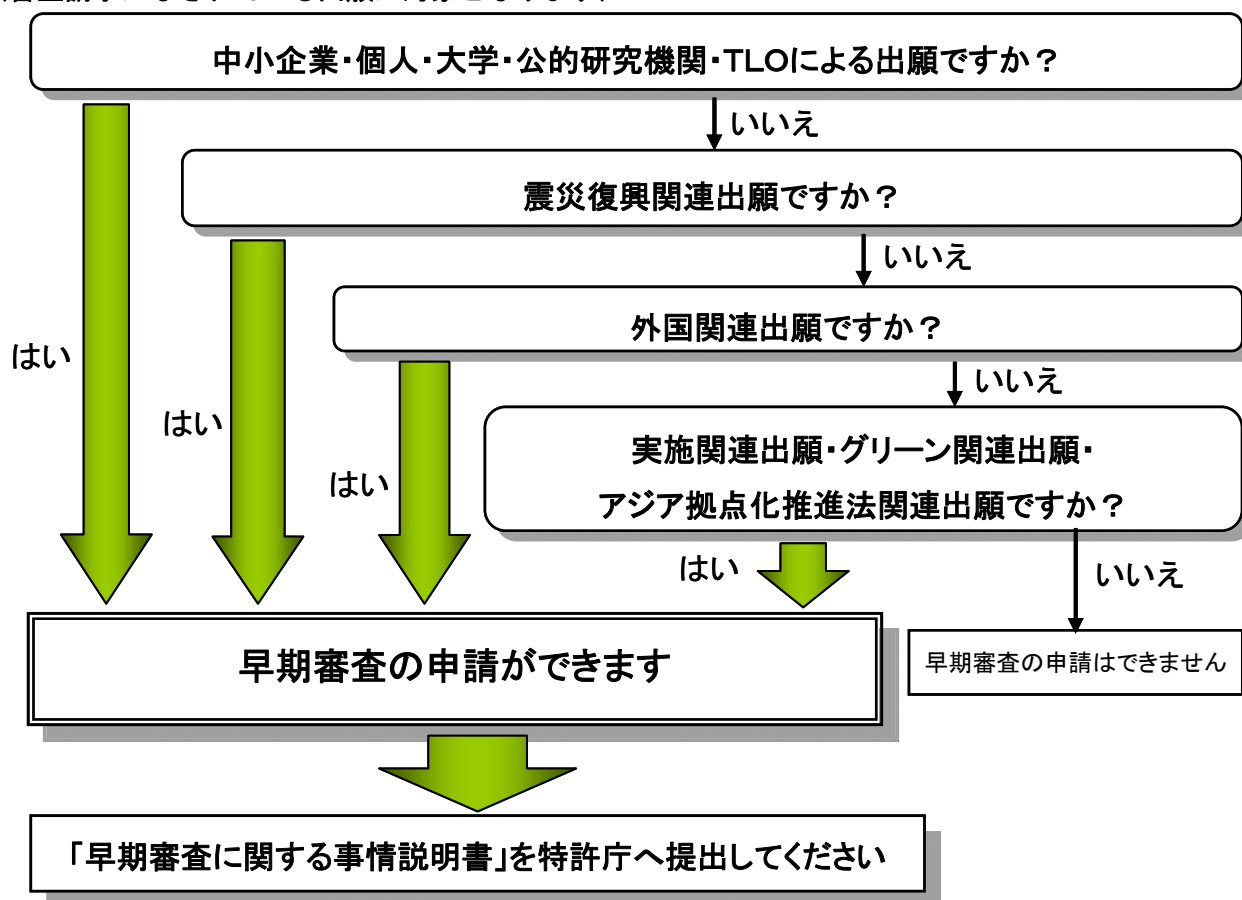 中小企業・個人・大学・公的研究機関・TLOによる出願ですか？
いいえ
震災復興関連出願ですか？
いいえ
外国関連出願ですか？
はい
いいえ
はい
実施関連出願・グリーン関連出願・
アジア拠点化推進法関連出願ですか？
はい
はい
いいえ
早期審査の申請ができます
早期審査の申請はできません
「早期審査に関する事情説明書」を特許庁へ提出してください